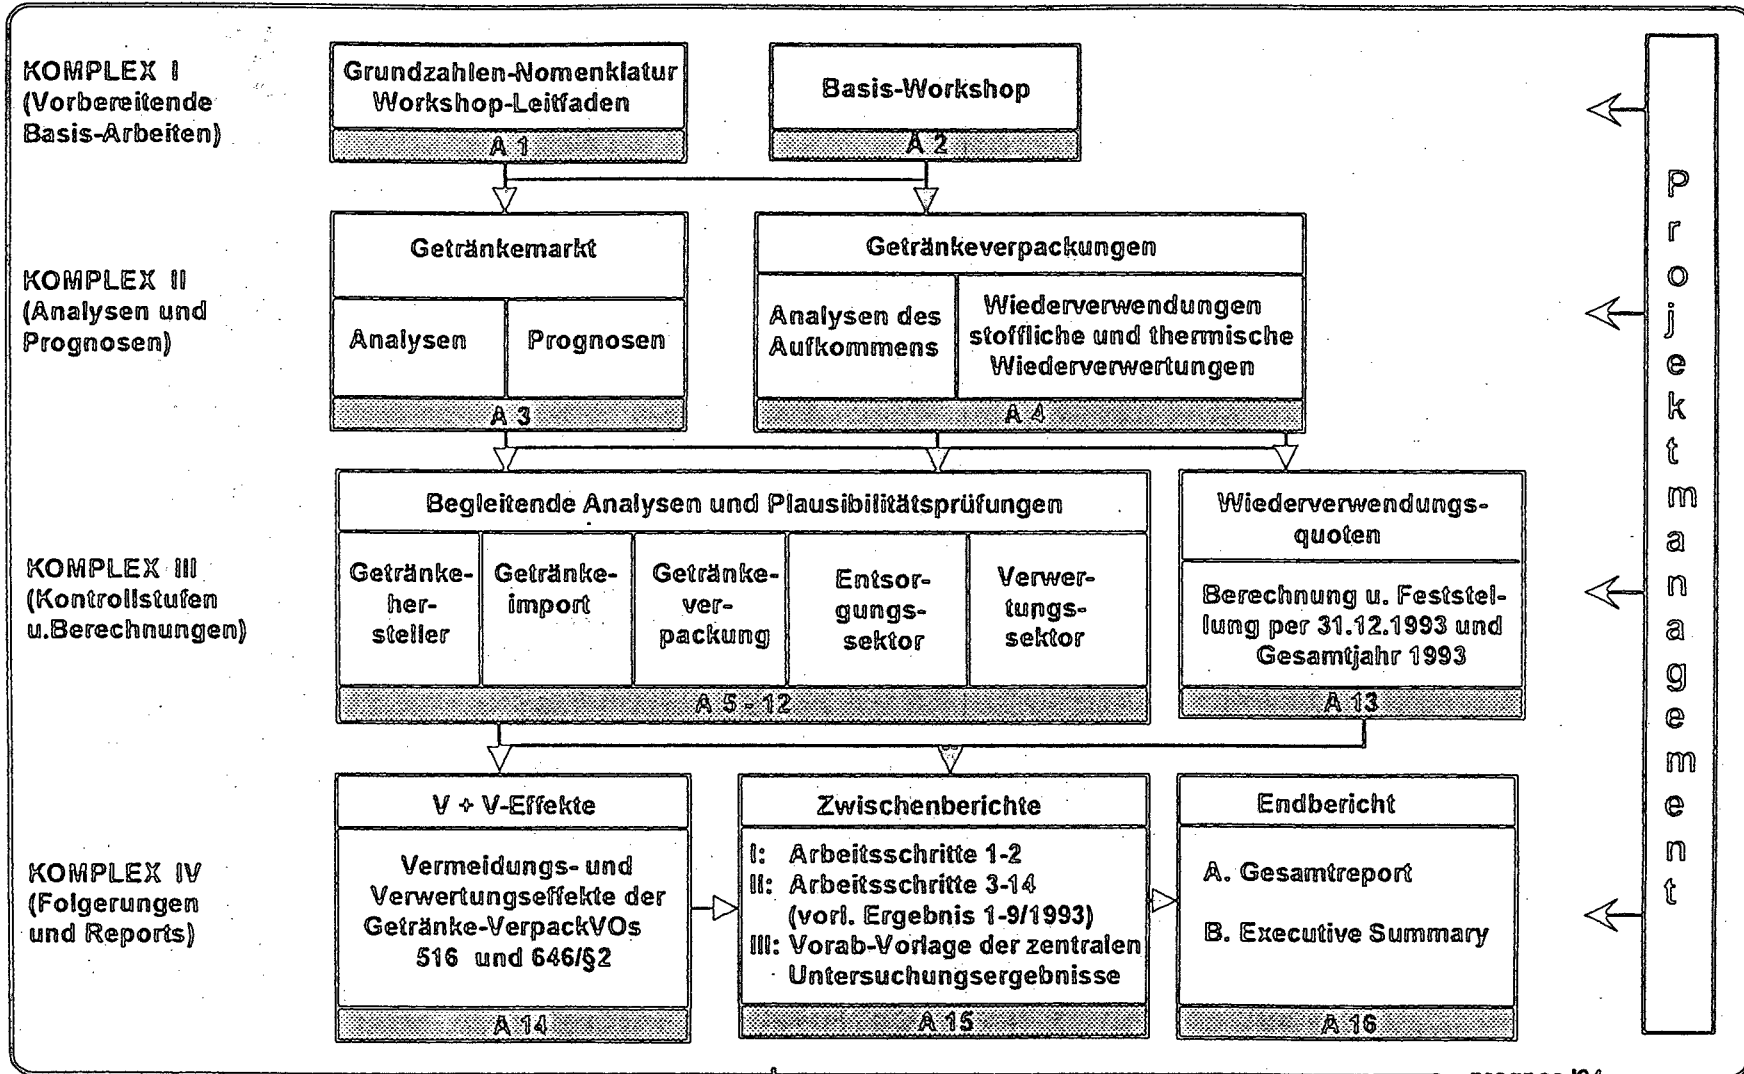 KOMPLEX I
(Vorbereitende
Basis-Arbeiten)
Grundzahlen-Nomenklatur
Workshop-Leitfaden
A 1
Basis-Workshop
A 2
KOMPLEX II
(Analysen und
Prognosen)
Getränkemarkt
Analysen
Prognosen
A 3
Getränkeverpackungen
Analysen des
Aufkommens
Wiederverwendungen
stoffliche und thermische
Wiederverwertungen
A 4
KOMPLEX III
(Kontrollstufen
u.Berechnungen)
Begleitende Analysen und Plausibilitätsprüfungen
Getränke-
her-
steller
Getränke-
import
Getränke-
ver-
packung
Entsor-
gungs-
sektor
Verwer-
tungs-
sektor
A 5 - 12
Wiederverwendungs-
quoten
Berechnung u. Feststel-
lung per 31.12.1993 und
Gesamtjahr 1993
A 13
KOMPLEX IV
(Folgerungen
und Reports)
V + V-Effekte
Vermeidungs- und
Verwertungseffekte der
Getränke-VerpackVOs
516 und 646/§2
A 14
Zwischenberichte
I: Arbeitsschritte 1-2
II: Arbeitsschritte 3-14
(vorl. Ergebnis 1-9/1993)
III: Vorab-Vorlage der zentralen
Untersuchungsergebnisse
A 15
Endbericht
A. Gesamtreport
B. Executive Summary
A 16
Projektmanagement